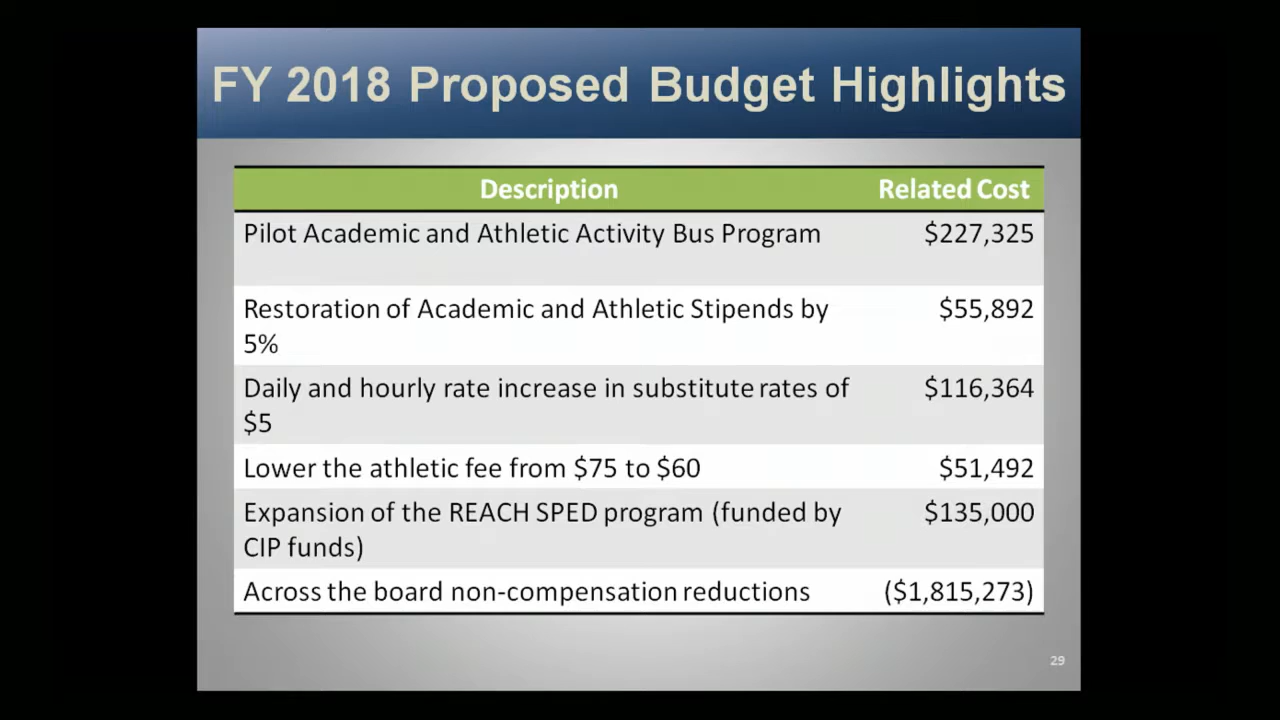 FY 2018 Proposed Budget Highlights
Description Related Cost
Pilot Academic and Athletic Activity Bus Program $227,325
Restoration of Academic and Athletic Stipends by $55,892
5%
Daily and hourly rate increase in substitute rates of $116,364
$5
Lower the athletic fee from $75 to $60 $51,492
Expansion of the REACH SPED program (funded by $135,000
CIP funds)
Across the board non-compensation reductions ($1,815,273)
29